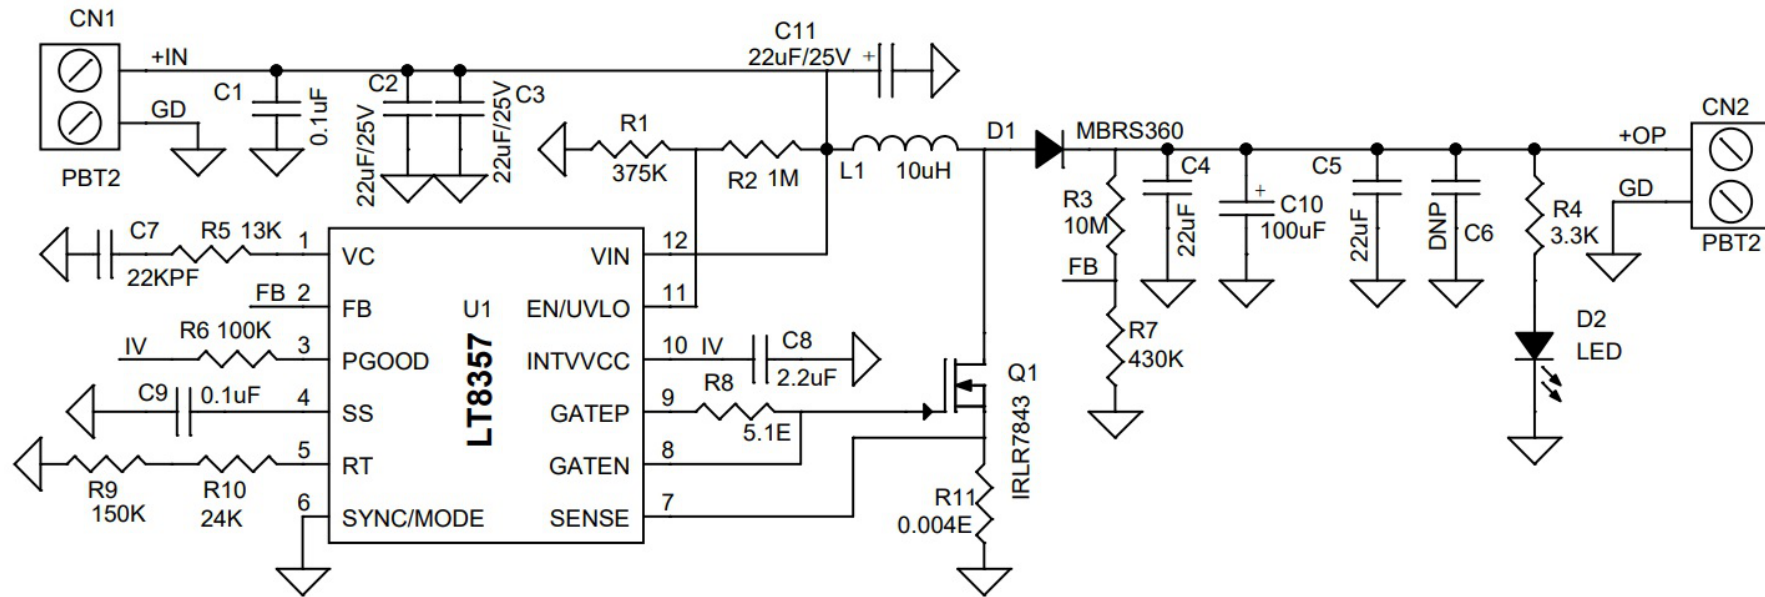 CN1
+IN
GD
PBT2
C1
0.1uF
C2
22uF/25V
C3
22uF/25V
C11
22uF/25V
+
R1
375K
R2 1M
L1
10uH
D1
MBRS360
R3
10M
FB
R7
430K
C4
22uF
+
C10
100uF
C5
22uF
DNP
C6
R4
3.3K
D2
LED
CN2
+OP
GD
PBT2
C7
22KPF
R5 13K
1
VC
FB 2
FB
R6 100K
IV
3
PGOOD
C9
0.1uF
4
SS
R9
150K
R10
24K
5
RT
6
SYNC/MODE
U1
LT8357
VIN
12
EN/UVLO
11
INTVVCC
10
IV
C8
2.2uF
GATEP
9
R8
5.1E
GATEN
8
SENSE
7
Q1
IRLR7843
R11
0.004E